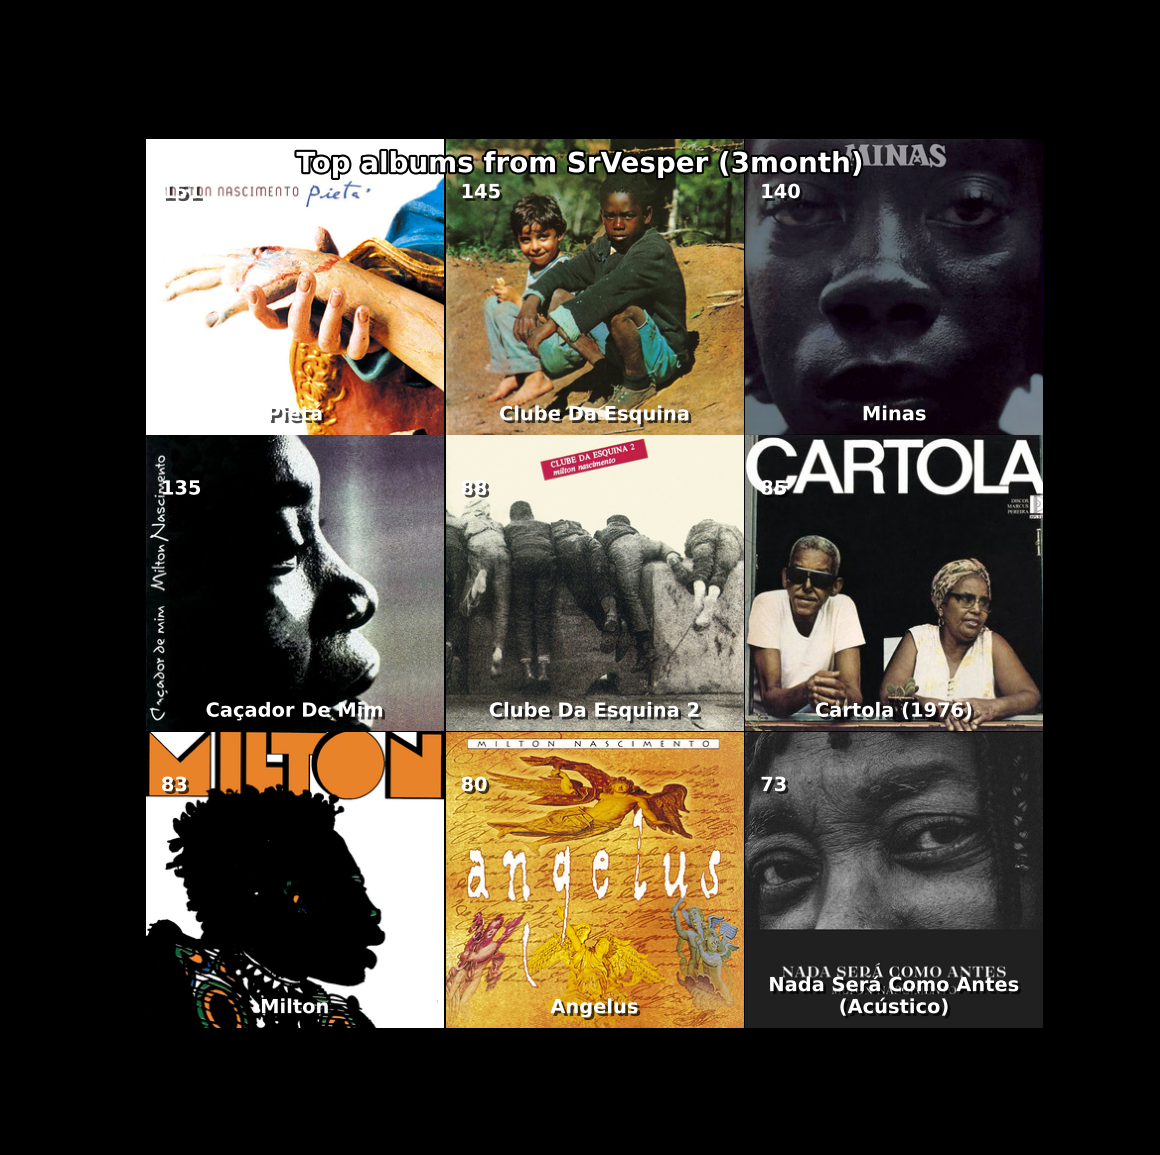 Top albums from SrVesper (3month)
151
NASCIMENTO
Pietá
Pietá
145
Clube Da Esquina
MINAS
140
Minas
135
Caçador de mim Milton Nascimento
Caçador De Mim
CLUBE DA ESQUINA 2
milton nascimento
88
Clube Da Esquina 2
CARTOLA
85
DISCOS
MARCUS
PEREIRA
Cartola (1976)
MILTON
83
Milton
MILTON NASCIMENTO
80
angelus
Angelus
73
NADA SERÁ COMO ANTES
Nada Será Como Antes
(Acústico)